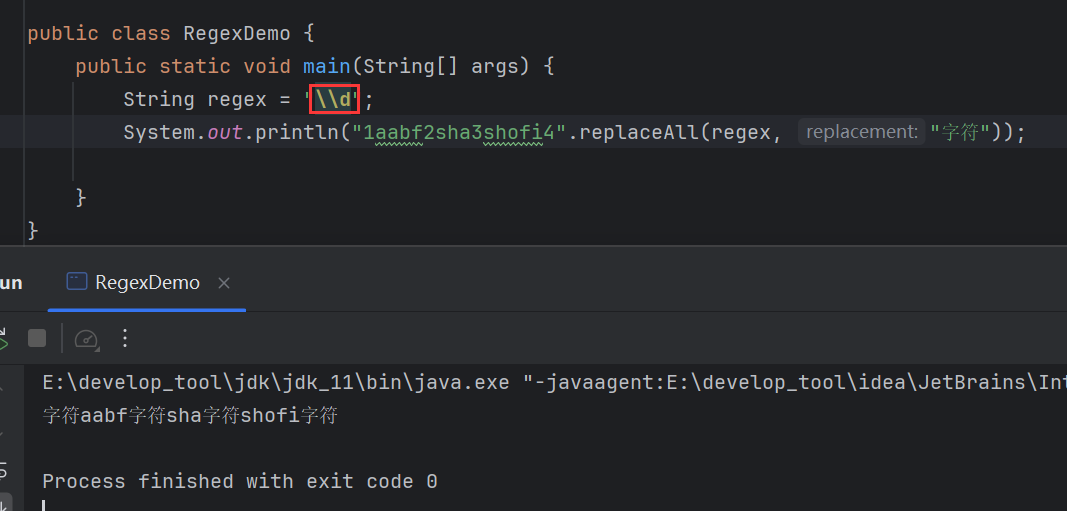 public class RegexDemo {
public static void main(String[] args) {
String regex = "\\d";
System.out.println("1aabf2sha3shofi4".replaceAll(regex, replacement: "字符"));
}
}
un RegexDemo ×
E:\develop_tool\jdk\jdk_11\bin\java.exe "-javaagent:E:\develop_tool\idea\JetBrains\Int
字符aabf字符sha字符shofi字符
Process finished with exit code 0